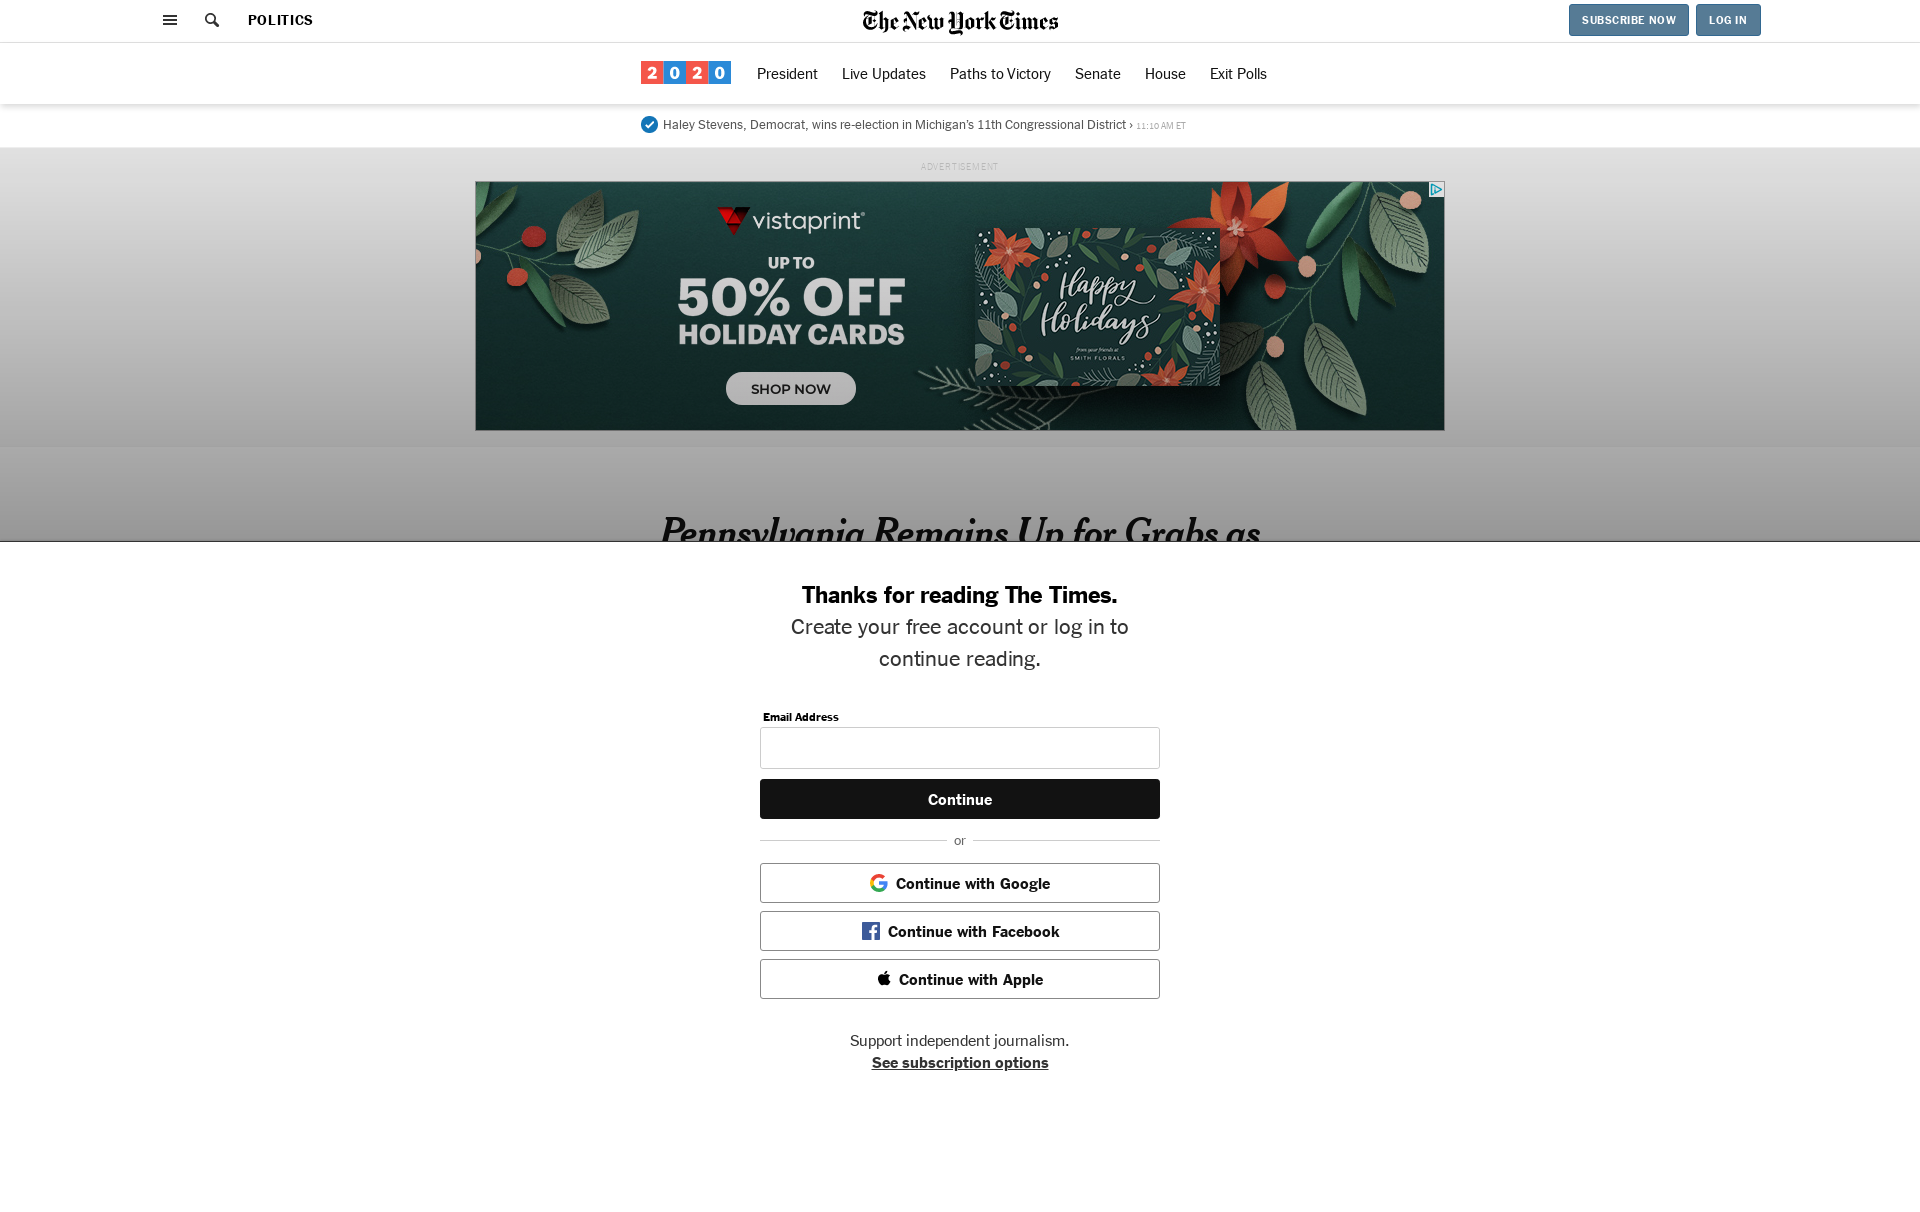 POLITICS
The New York Times
SUBSCRIBE NOW
LOG IN
2020
President
Live Updates
Paths to Victory
Senate
House
Exit Polls
Haley Stevens, Democrat, wins re-election in Michigan’s 11th Congressional District › 11:10 AM ET
ADVERTISEMENT
vistaprint®
UP TO
50% OFF
HOLIDAY CARDS
SHOP NOW
Happy
Holidays
from your friends at
SMITH FLORALS
Pennsylvania Remains Up for Grabs as
Thanks for reading The Times.
Create your free account or log in to
continue reading.
Email Address
Continue
or
Continue with Google
Continue with Facebook
Continue with Apple
Support independent journalism.
See subscription options